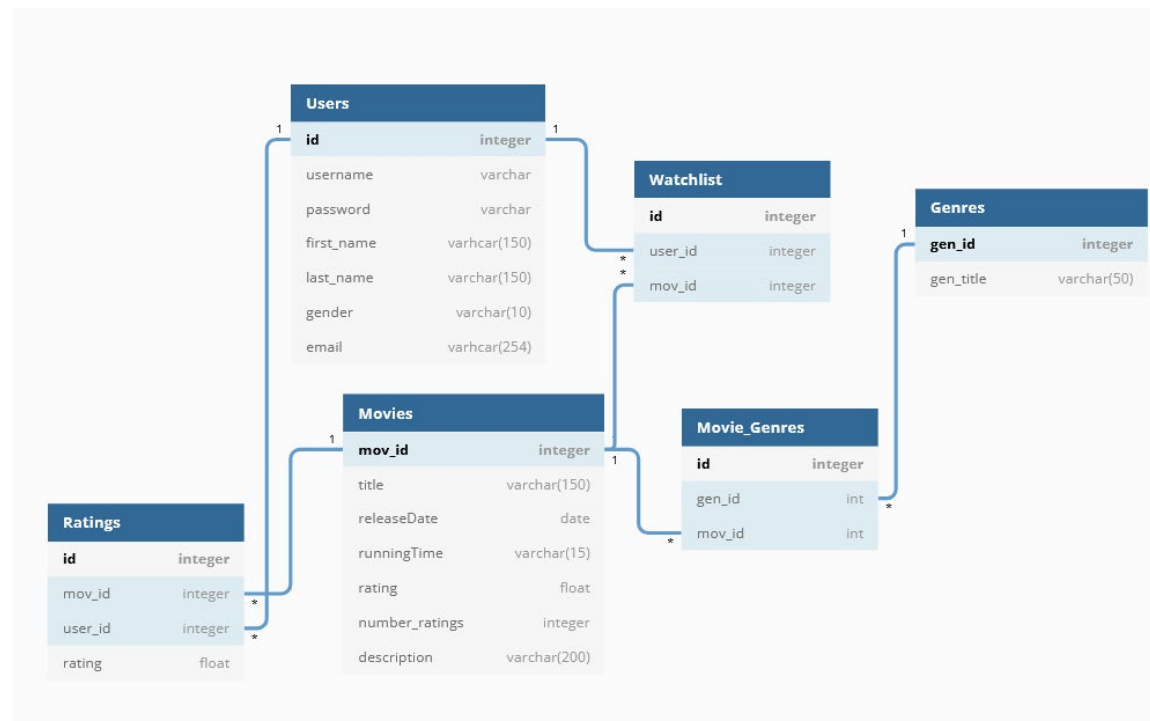 Users
1 id integer 1
username varchar
password varchar
first_name varhcar(150)
last_name varchar(150)
gender varchar(10)
email varhcar(254)
Watchlist
id integer
user_id integer
*
*
mov_id integer
Genres
1 gen_id integer
gen_title varchar(50)
Movies
1 mov_id integer 1
title varchar(150)
releaseDate date
runningTime varchar(15)
rating float
number_ratings integer
description varchar(200)
Movie_Genres
id integer
gen_id int *
* mov_id int
Ratings
id integer
mov_id integer *
user_id integer *
rating float